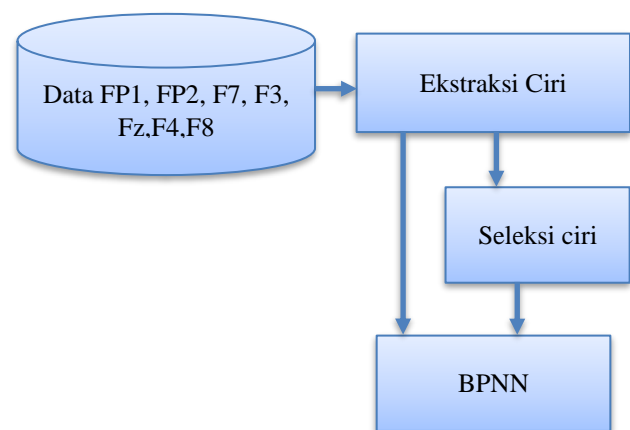 Data FP1, FP2, F7, F3,
Fz,F4,F8
Ekstraksi Ciri
Seleksi ciri
BPNN